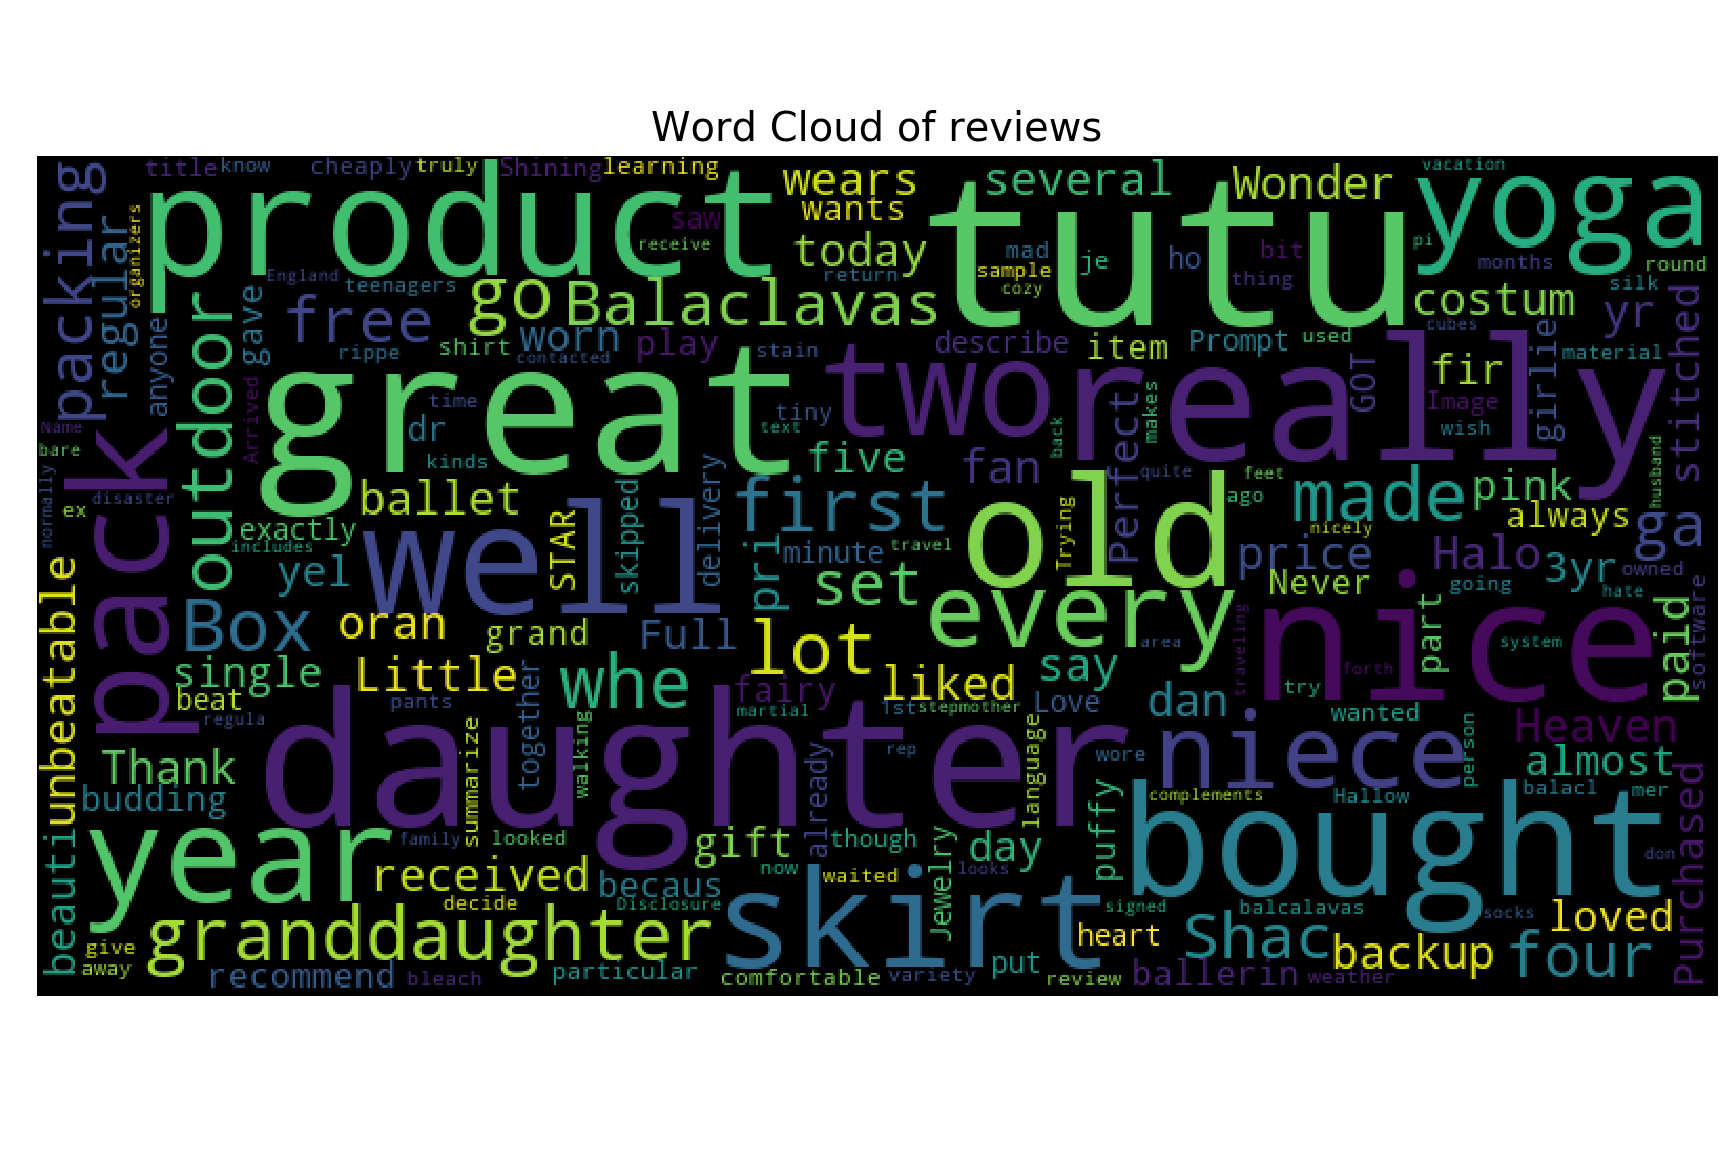 Word Cloud of reviews
title know cheaply truly Shining learning wears several Wonder vacation yoga
packing organizers regular product saw receive wants today tutu mad je ho bit pi months round
England teenagers go return sample cozy thing silk
anyone gave free Balaclavas costum yr stitched
outdoor rippe shirt worn contacted play stain describe item Prompt used cubes girlie material
Name Arrived great time two really GOT fir Image
bare dr kinds tiny text back makes wish
pack disaster five fan Perfect quite feet husband
normally ex ballet skipped delivery first old Trying ago made pink always
exactly includes well STAR minute travel nicely ga
yel pri set price Halo 3yr owned
Box oran every Never going hate software
unbeatable grand Full lot area traveling nice part system paid
single Little whe liked say forth
beat pants fairy Love dan try
regula together walking martial 1st stepmother wanted Heaven
Thank summarize daughter rep language wore niece person almost
budding already complements Hallow balacl mer Purchased
beauti year family looked gift though day puffy bought don
received now waited looks
decide becaus Disclosure skirt Jewelry signed balcalavas socks loved
give granddaughter heart Shac backup four
away recommend bleach particular comfortable variety put review ballerin weather